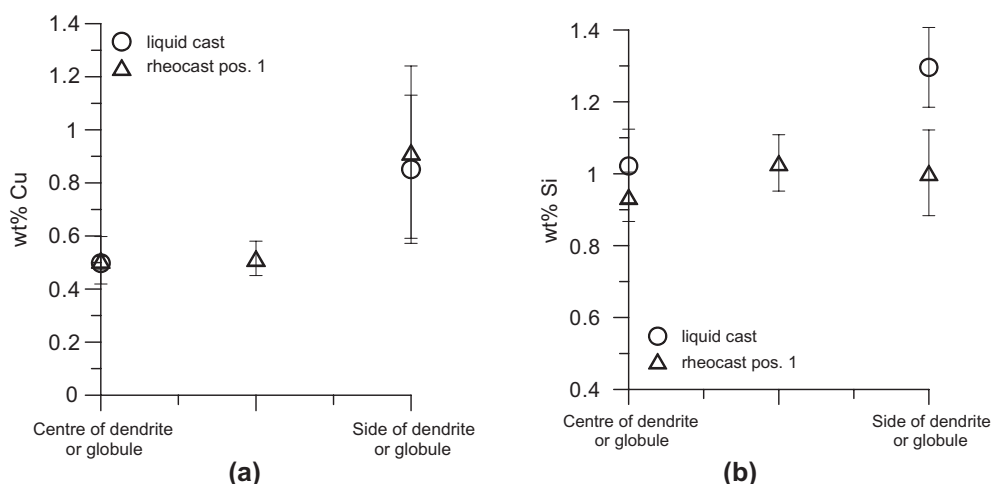 1.4
1.2
1
0.8
0.6
0.4
0.2
0
wt% Cu
liquid cast
rheocast pos. 1
Centre of dendrite
or globule
Side of dendrite
or globule
(a)
1.4
1.2
1
0.8
0.6
0.4
wt% Si
liquid cast
rheocast pos. 1
Centre of dendrite
or globule
Side of dendrite
or globule
(b)